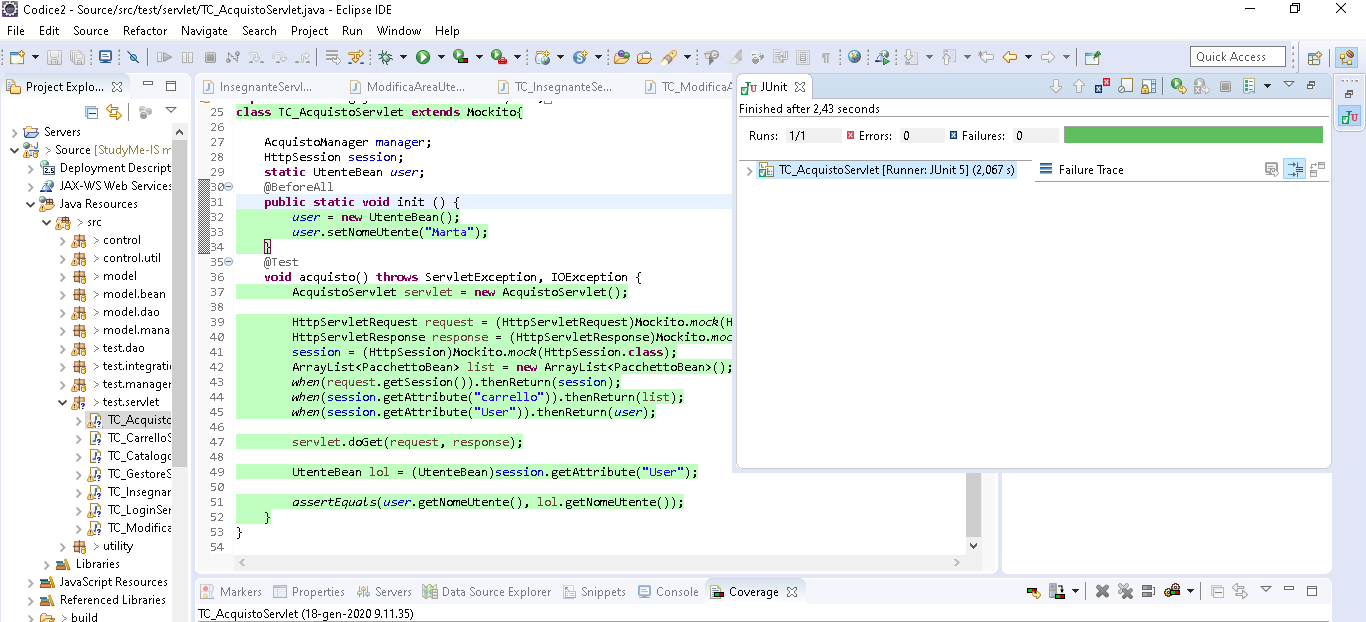 Codice2 - Source/src/test/servlet/TC_AcquistoServlet.java - Eclipse IDE
File Edit Source Refactor Navigate Search Project Run Window Help
Quick Access
Project Explo...
Servers
> Source [StudyMe-IS m
Deployment Descript
JAX-WS Web Services
Java Resources
> src
> control
> control.util
> model
> model.bean
> model.dao
> model.mana
> test.dao
> test.integrati
> test.manager
> test.servlet
TC_Acquisto
TC_CarrelloS
TC_Catalogo
TC_GestoreS
TC_Insegnan
TC_LoginSer
TC_Modifica
> utility
Libraries
JavaScript Resources
Referenced Libraries
> build
InsegnanteServl...
ModificaAreaUte...
TC_InsegnanteSe...
TC_ModificaA
25 class TC_AcquistoServlet extends Mockito{
26
27 AcquistoManager manager;
28 HttpSession session;
29 static UtenteBean user;
30 @BeforeAll
31 public static void init () {
32 user = new UtenteBean();
33 user.setNomeUtente("Marta");
34 }
35 @Test
36 void acquisto() throws ServletException, IOException {
37 AcquistoServlet servlet = new AcquistoServlet();
38
39 HttpServletRequest request = (HttpServletRequest)Mockito.mock(H
40 HttpServletResponse response = (HttpServletResponse)Mockito.moc
41 session = (HttpSession)Mockito.mock(HttpSession.class);
42 ArrayList<PacchettoBean> list = new ArrayList<PacchettoBean>();
43 when(request.getSession()).thenReturn(session);
44 when(session.getAttribute("carrello")).thenReturn(list);
45 when(session.getAttribute("User")).thenReturn(user);
46
47 servlet.doGet(request, response);
48
49 UtenteBean lol = (UtenteBean)session.getAttribute("User");
50
51 assertEquals(user.getNomeUtente(), lol.getNomeUtente());
52 }
53 }
54
JUnit
Finished after 2,43 seconds
Runs: 1/1 Errors: 0 Failures: 0
TC_AcquistoServlet [Runner: JUnit 5] (2,067 s)
Failure Trace
Markers Properties Servers Data Source Explorer Snippets Console Coverage
TC_AcquistoServlet (18-gen-2020 9.11.35)